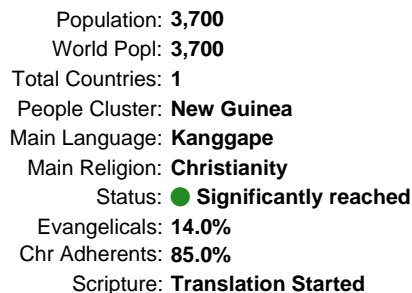 Population: 3,700
World Popl: 3,700
Total Countries: 1
People Cluster: New Guinea
Main Language: Kanggape
Main Religion: Christianity
Status: Significantly reached
Evangelicals: 14.0%
Chr Adherents: 85.0%
Scripture: Translation Started